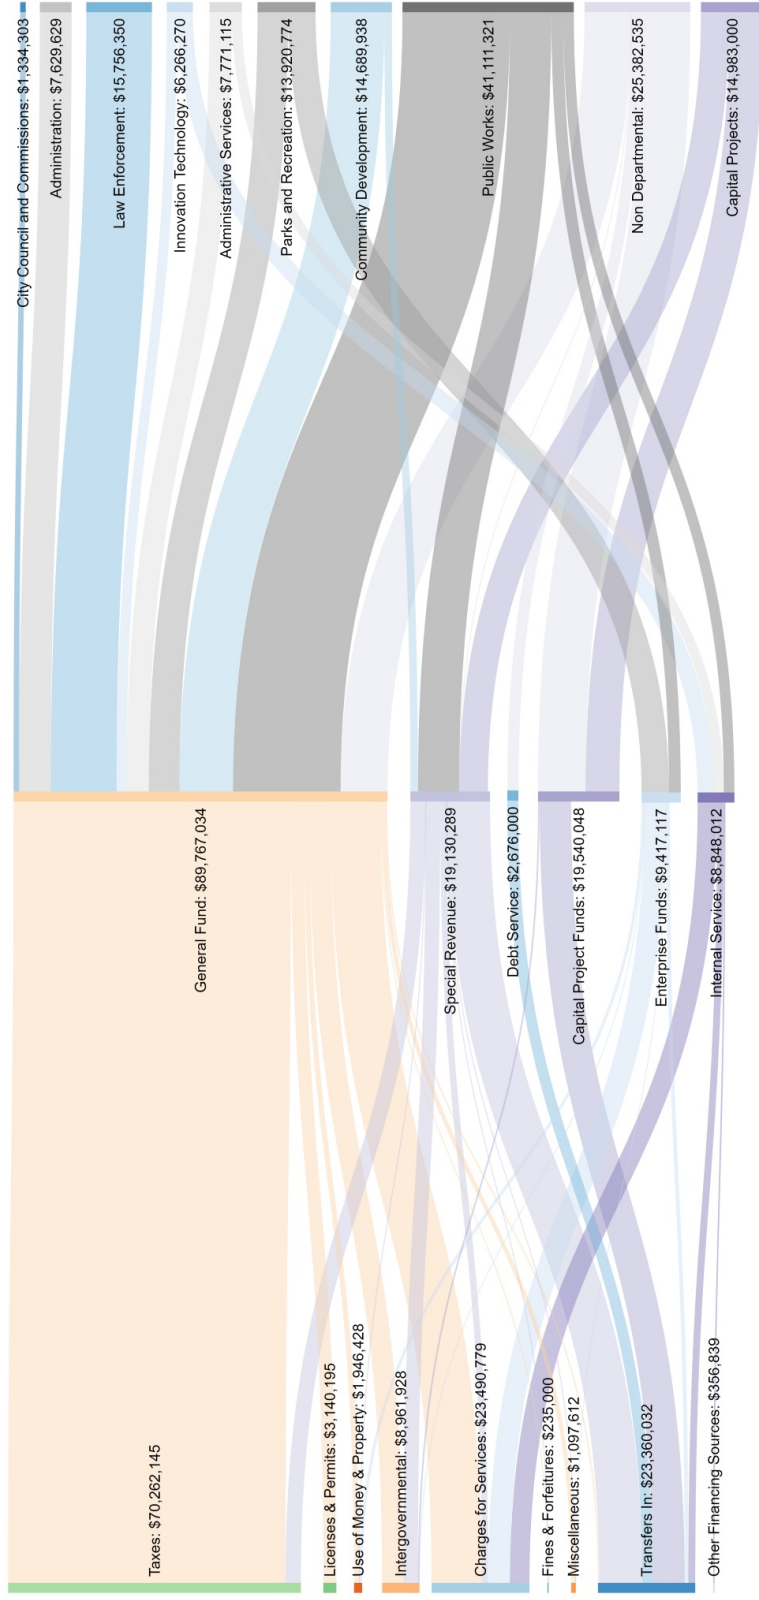 City Council and Commissions: $1,334,303
Administration: $7,629,629
Law Enforcement: $15,756,350
Innovation Technology: $6,266,270
Administrative Services: $7,771,115
Parks and Recreation: $13,920,774
Community Development: $14,689,938
Public Works: $41,111,321
Non Departmental: $25,382,535
Capital Projects: $14,983,000
General Fund: $89,767,034
Special Revenue: $19,130,289
Debt Service: $2,676,000
Capital Project Funds: $19,540,048
Enterprise Funds: $9,417,117
Internal Service: $8,848,012
Taxes: $70,262,145
Licenses & Permits: $3,140,195
Use of Money & Property: $1,946,428
Intergovernmental: $8,961,928
Charges for Services: $23,490,779
Fines & Forfeitures: $235,000
Miscellaneous: $1,097,612
Transfers In: $23,360,032
Other Financing Sources: $356,839